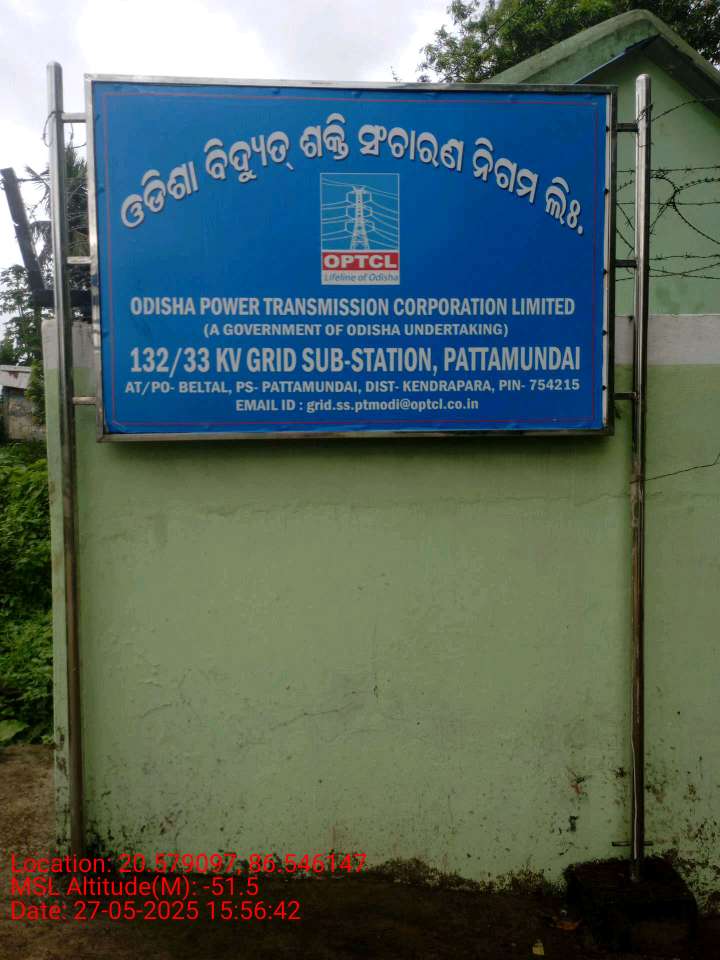 ଓଡିଶା ବିଦ୍ୟୁତ୍ ଶକ୍ତି ସଂଚାରଣ ନିଗମ ଲିଃ.
OPTCL
Lifeline of Odisha
ODISHA POWER TRANSMISSION CORPORATION LIMITED
(A GOVERNMENT OF ODISHA UNDERTAKING)
132/33 KV GRID SUB-STATION, PATTAMUNDAI
AT/PO- BELTAL, PS- PATTAMUNDAI, DIST- KENDRAPARA, PIN- 754215
EMAIL ID : grid.ss.ptmodi@optcl.co.in
Location: 20.579097, 86.546147
MSL Altitude(M): -51.5
Date: 27-05-2025 15:56:42